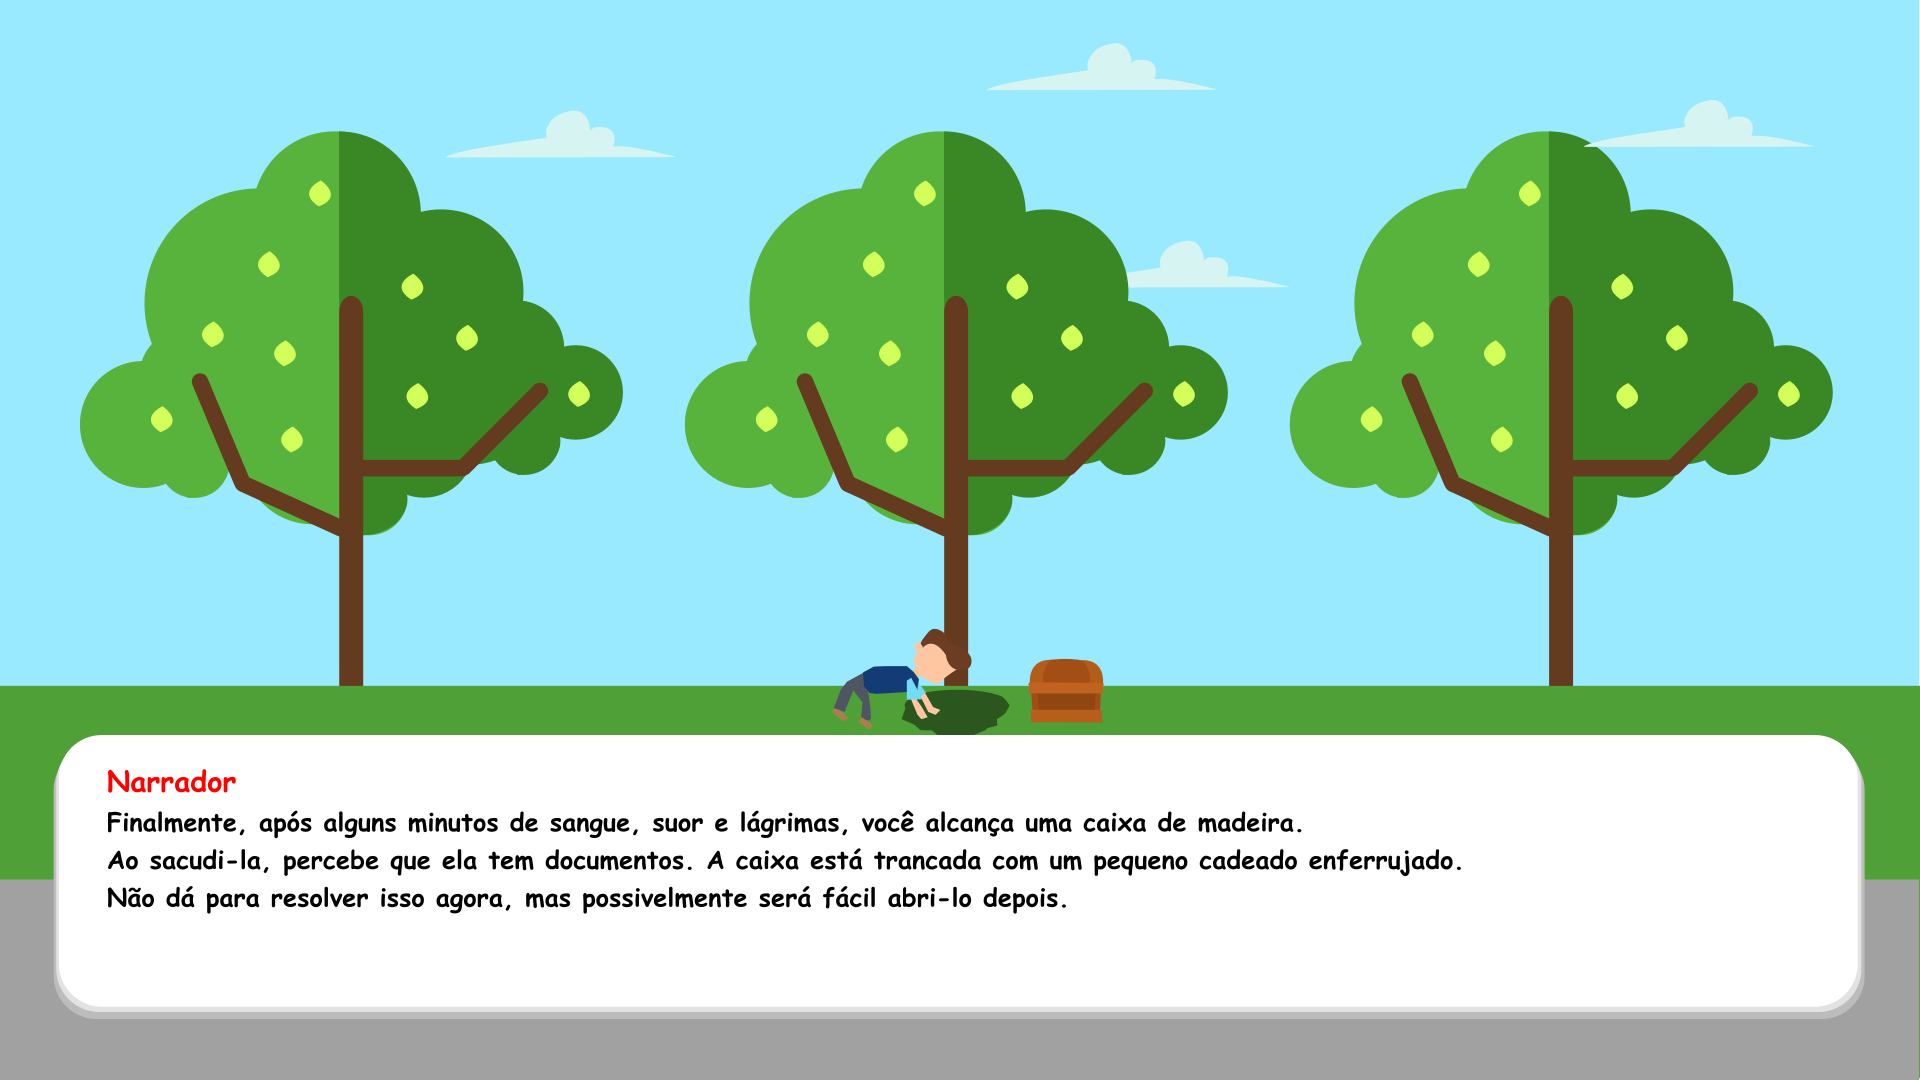 Narrador
Finalmente, após alguns minutos de sangue, suor e lágrimas, você alcança uma caixa de madeira.
Ao sacudi-la, percebe que ela tem documentos. A caixa está trancada com um pequeno cadeado enferrujado.
Não dá para resolver isso agora, mas possivelmente será fácil abri-lo depois.